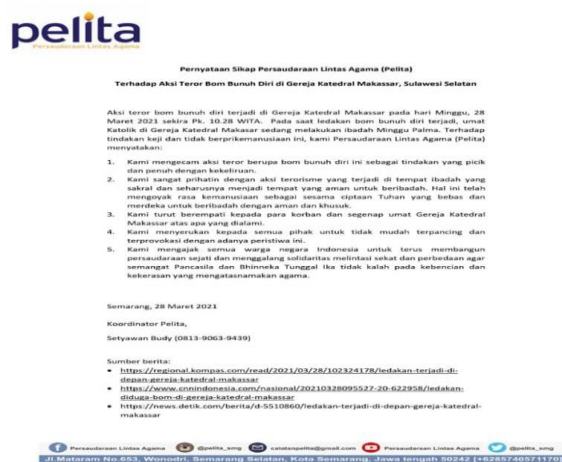 pelita
Persaudaraan Lintas Agama
Pernyataan Sikap Persaudaraan Lintas Agama (Pelita)
Terhadap Aksi Teror Bom Bunuh Diri di Gereja Katedral Makassar, Sulawesi Selatan
Aksi teror bom bunuh diri terjadi di Gereja Katedral Makassar pada hari Minggu, 28
Maret 2021 sekira Pk. 10.28 WITA. Pada saat ledakan bom bunuh diri terjadi, umat
Katolik di Gereja Katedral Makasar sedang melakukan ibadah Minggu Palma. Terhadap
tindakan keji dan tidak berprikemanusiaan ini, kami Persaudaraan Lintas Agama (Pelita)
menyatakan:
1. Kami mengecam aksi teror berupa bom bunuh diri ini sebagai tindakan yang picik
dan penuh dengan kekeliruan.
2. Kami sangat prihatin dengan aksi terorisme yang terjadi di tempat ibadah yang
sakral dan seharusnya menjadi tempat yang aman untuk beribadah. Hal ini telah
mengoyak rasa kemanusiaan sebagai sesama ciptaan Tuhan yang bebas dan
merdeka untuk beribadah dengan aman dan khusuk.
3. Kami turut berempati kepada para korban dan segenap umat Gereja Katedral
Makassar atas apa yang dialami.
4. Kami menyerukan kepada semua pihak untuk tidak mudah terpancing dan
terprovokasi dengan adanya peristiwa ini.
5. Kami mengajak semua warga negara Indonesia untuk terus membangun
persaudaraan sejati dan menggalang solidaritas melintasi sekat dan perbedaan agar
semangat Pancasila dan Bhinneka Tunggal Ika tidak kalah pada kebencian dan
kekerasan yang mengatasnamakan agama.
Semarang, 28 Maret 2021
Koordinator Pelita,
Setyawan Budy (0813-9063-9439)
Sumber berita:
• https://regional.kompas.com/read/2021/03/28/102324178/ledakan-terjadi-di-
depan-gereja-katedral-makassar
• https://www.cnnindonesia.com/nasional/20210328095527-20-622958/ledakan-
diduga-bom-di-gereja-katedral-makassar
• https://news.detik.com/berita/d-5510860/ledakan-terjadi-di-depan-gereja-katedral-
makassar
Persaudaraan Lintas Agama @pelita_smg catatanpelita@gmail.com Persaudaraan Lintas Agama @pelita_smg
Jl.Mataram No.653, Wonodri, Semarang Selatan, Kota Semarang, Jawa tengah 50242 [+6285740571170]